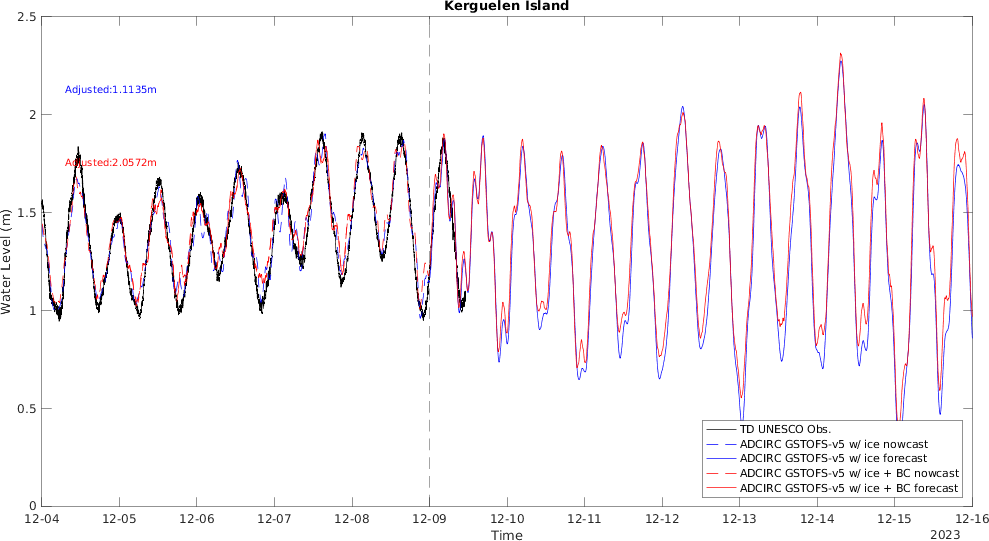 Kerguelen Island
2.5
2
1.5
1
0.5
0
Water Level (m)
Adjusted:1.1135m
Adjusted:2.0572m
TD UNESCO Obs.
ADCIRC GSTOFS-v5 w/ ice nowcast
ADCIRC GSTOFS-v5 w/ ice forecast
ADCIRC GSTOFS-v5 w/ ice + BC nowcast
ADCIRC GSTOFS-v5 w/ ice + BC forecast
12-04 12-05 12-06 12-07 12-08 12-09 12-10 12-11 12-12 12-13 12-14 12-15 12-16
Time
2023